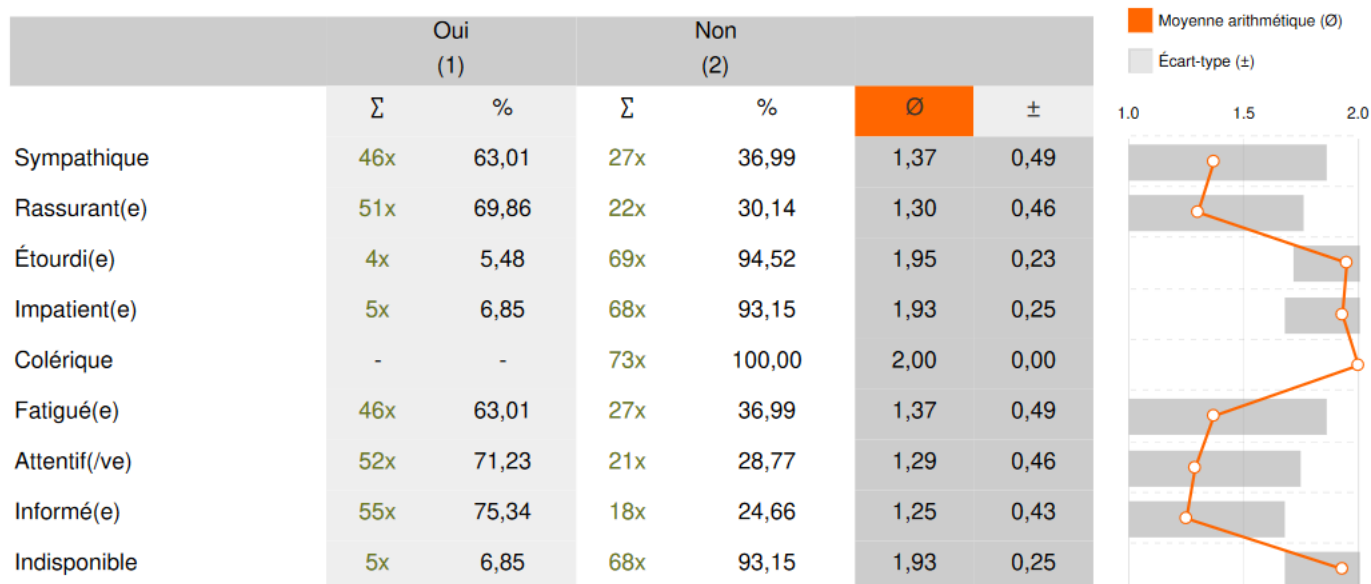 Oui Non
(1) (2)
Moyenne arithmétique (Ø)
Écart-type (±)
Σ % Σ % Ø ±
1.0 1.5 2.0
Sympathique 46x 63,01 27x 36,99 1,37 0,49
Rassurant(e) 51x 69,86 22x 30,14 1,30 0,46
Étourdi(e) 4x 5,48 69x 94,52 1,95 0,23
Impatient(e) 5x 6,85 68x 93,15 1,93 0,25
Colérique - - 73x 100,00 2,00 0,00
Fatigué(e) 46x 63,01 27x 36,99 1,37 0,49
Attentif(/ve) 52x 71,23 21x 28,77 1,29 0,46
Informé(e) 55x 75,34 18x 24,66 1,25 0,43
Indisponible 5x 6,85 68x 93,15 1,93 0,25